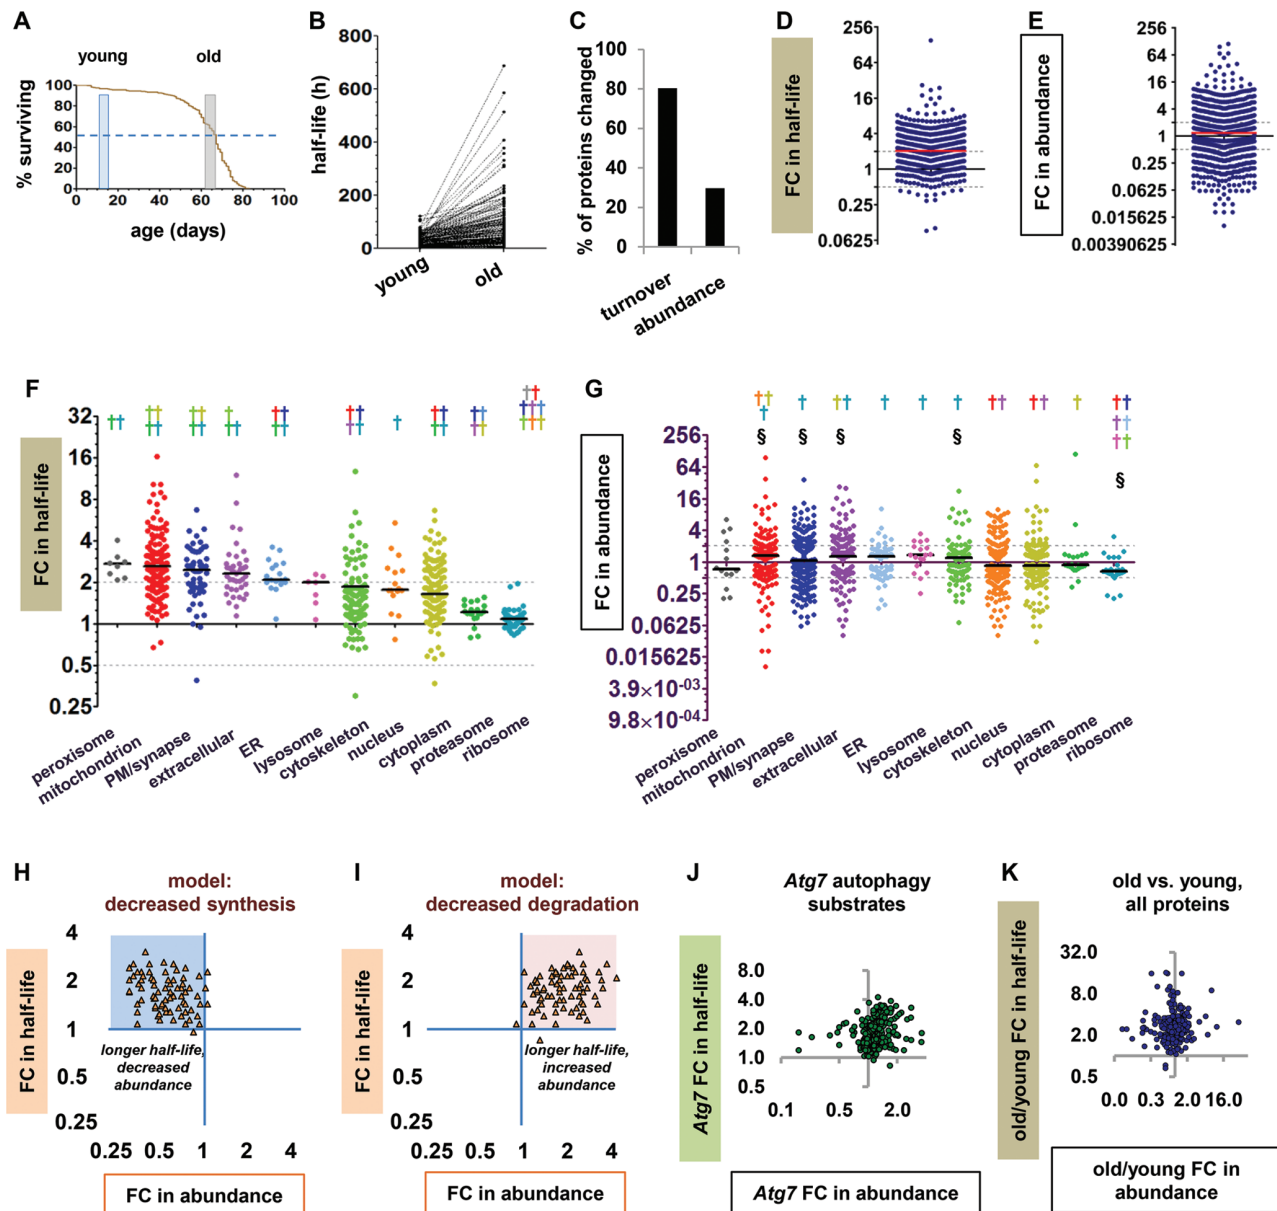 A
young
old
% surviving
100
80
60
40
20
0
0 20 40 60 80 100
age (days)
B
half-life (h)
800
600
400
200
0
young
old
C
% of proteins changed
100
80
60
40
20
0
turnover
abundance
D
FC in half-life
256
64
16
4
1
0.25
0.0625
E
FC in abundance
256
64
16
4
1
0.25
0.0625
0.015625
0.00390625
F
FC in half-life
32
16
8
4
2
1
0.5
0.25
peroxisome
mitochondrion
PM/synapse
extracellular
ER
lysosome
cytoskeleton
nucleus
cytoplasm
proteasome
ribosome
G
FC in abundance
§ § § § §
256
64
16
4
1
0.25
0.0625
0.015625
3.9×10⁻⁰³
9.8×10⁻⁰⁴
peroxisome
mitochondrion
PM/synapse
extracellular
ER
lysosome
cytoskeleton
nucleus
cytoplasm
proteasome
ribosome
H
model:
decreased synthesis
FC in half-life
4
2
1
0.5
0.25
longer half-life,
decreased
abundance
0.25 0.5 1 2 4
FC in abundance
I
model:
decreased degradation
FC in half-life
4
2
1
0.5
0.25
longer half-life,
increased
abundance
0.25 0.5 1 2 4
FC in abundance
J
Atg7 autophagy
substrates
Atg7 FC in half-life
8.0
4.0
2.0
1.0
0.5
0.1 0.5 2.0
Atg7 FC in abundance
K
old vs. young,
all proteins
old/young FC in half-life
32.0
8.0
2.0
0.5
0.0 0.3 2.0 16.0
old/young FC in
abundance